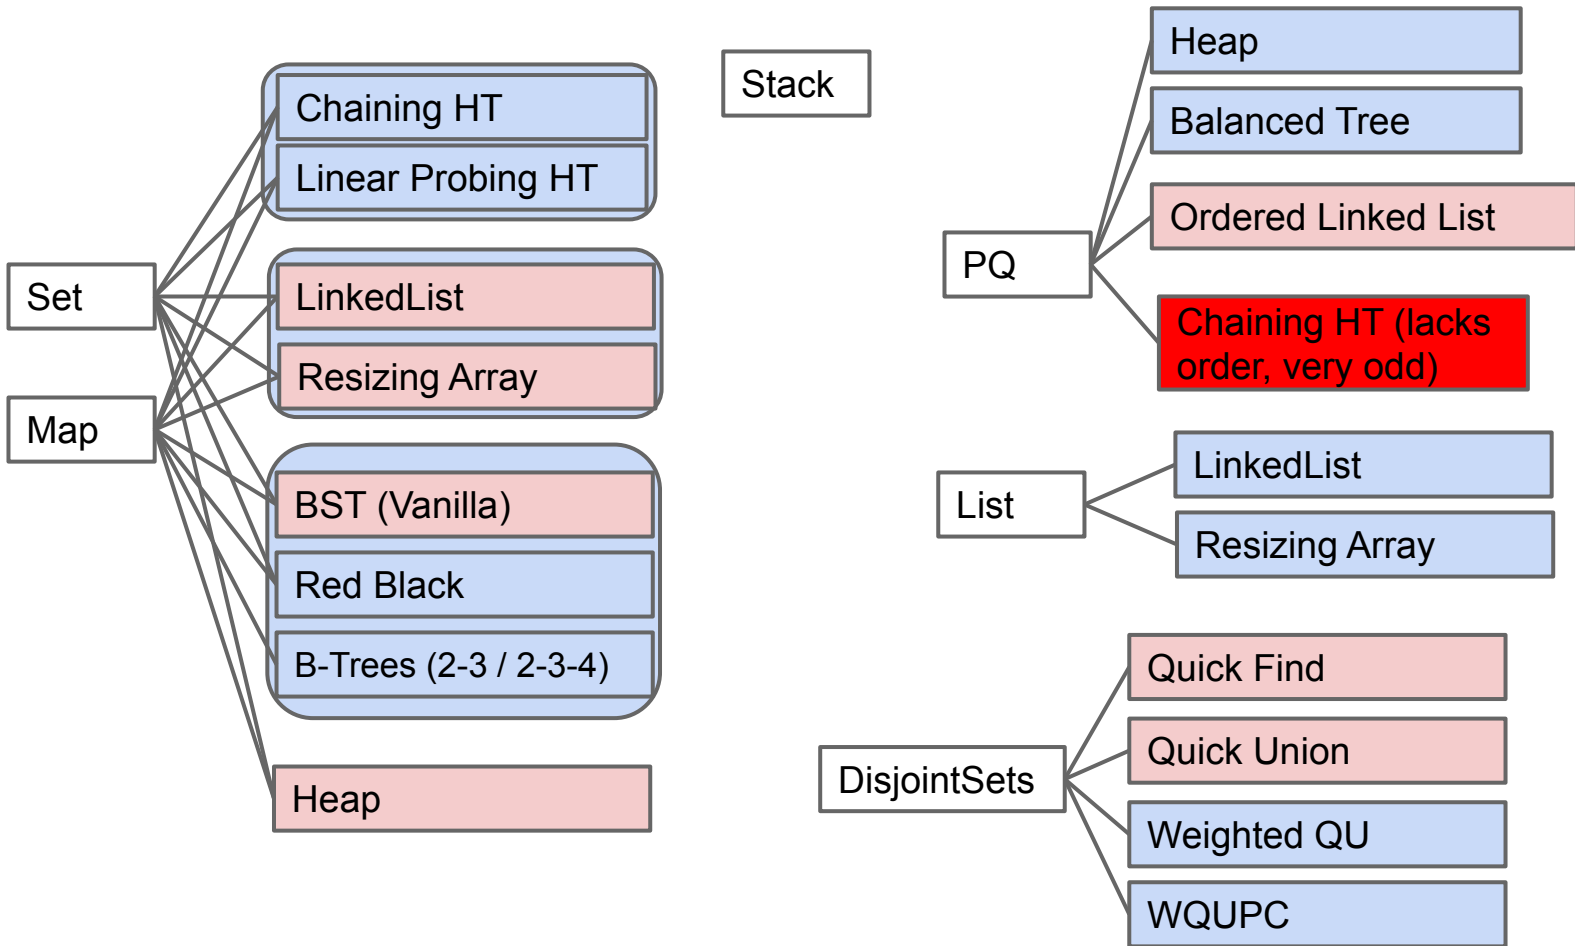 Set
Map
Chaining HT
Linear Probing HT
LinkedList
Resizing Array
BST (Vanilla)
Red Black
B-Trees (2-3 / 2-3-4)
Heap
Stack
PQ
Heap
Balanced Tree
Ordered Linked List
Chaining HT (lacks
order, very odd)
List
LinkedList
Resizing Array
DisjointSets
Quick Find
Quick Union
Weighted QU
WQUPC